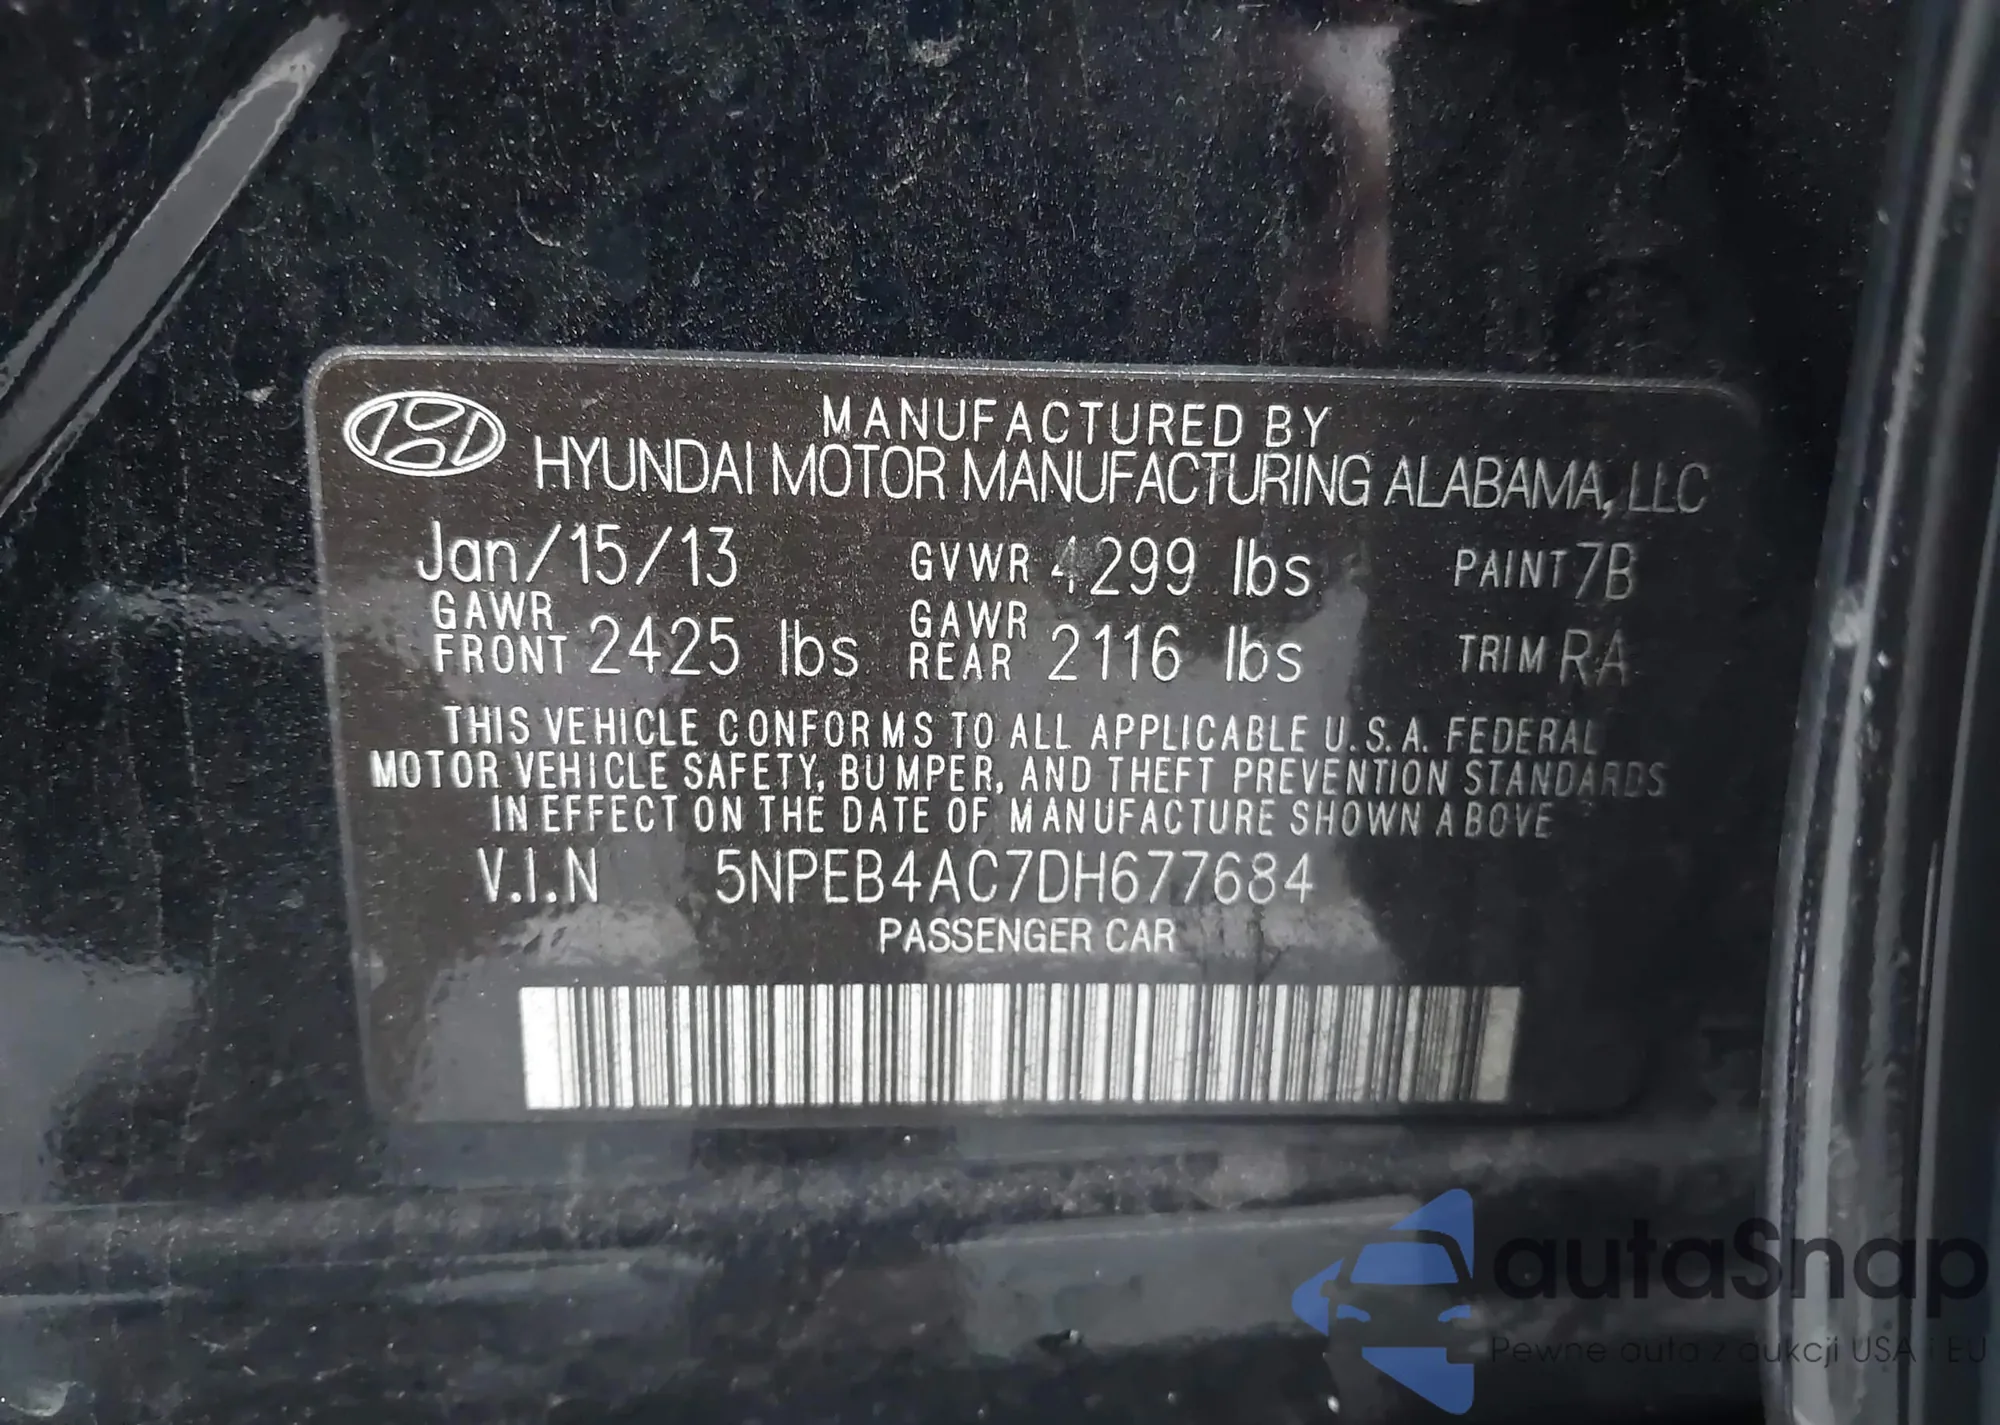 MANUFACTURED BY
HYUNDAI MOTOR MANUFACTURING ALABAMA, LLC
Jan/15/13 GVWR 4299 lbs PAINT 7B
GAWR FRONT 2425 lbs GAWR REAR 2116 lbs TRIM RA
THIS VEHICLE CONFORMS TO ALL APPLICABLE U.S.A. FEDERAL
MOTOR VEHICLE SAFETY, BUMPER, AND THEFT PREVENTION STANDARDS
IN EFFECT ON THE DATE OF MANUFACTURE SHOWN ABOVE
V.I.N 5NPEB4AC7DH677684
PASSENGER CAR
autaSnap
Pewne auta z aukcji USA i EU